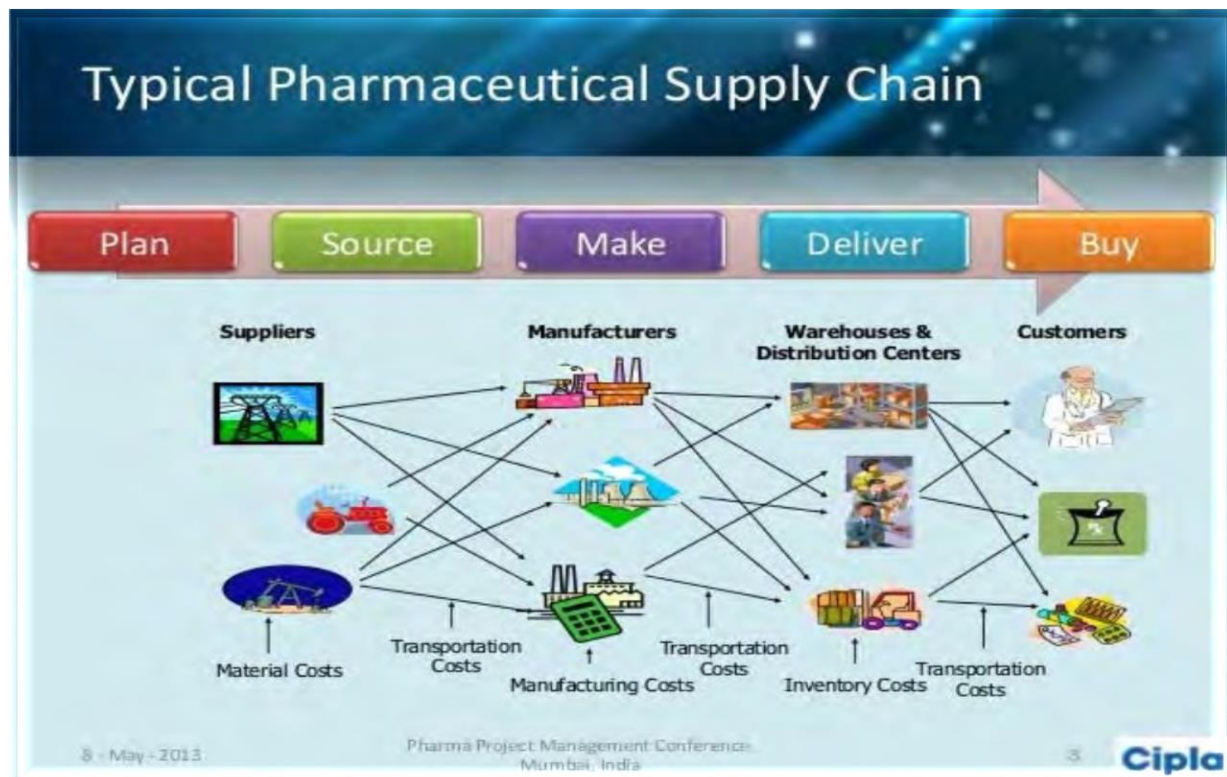 Typical Pharmaceutical Supply Chain
Plan
Source
Make
Deliver
Buy
Suppliers
Manufacturers
Warehouses &
Distribution Centers
Customers
Material Costs
Transportation
Costs
Manufacturing Costs
Transportation
Costs
Inventory Costs
Transportation
Costs
8 - May - 2013
Pharma Project Management Conference,
Mumbai, India
3
Cipla